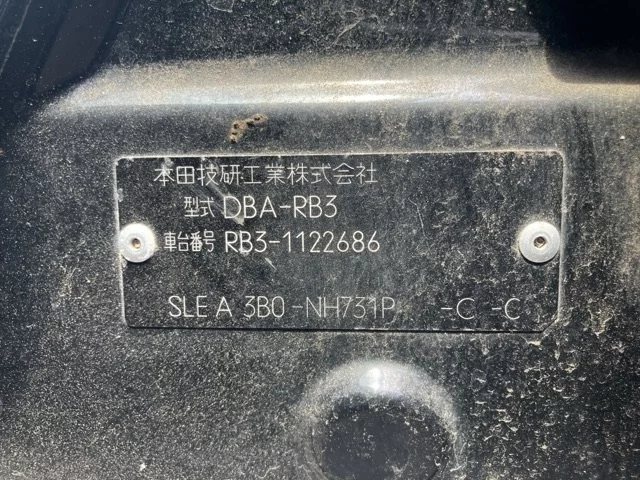 本田技研工業株式会社
型式 DBA-RB3
車台番号 RB3-1122686
SLE A 3B0 -NH731P -C -C